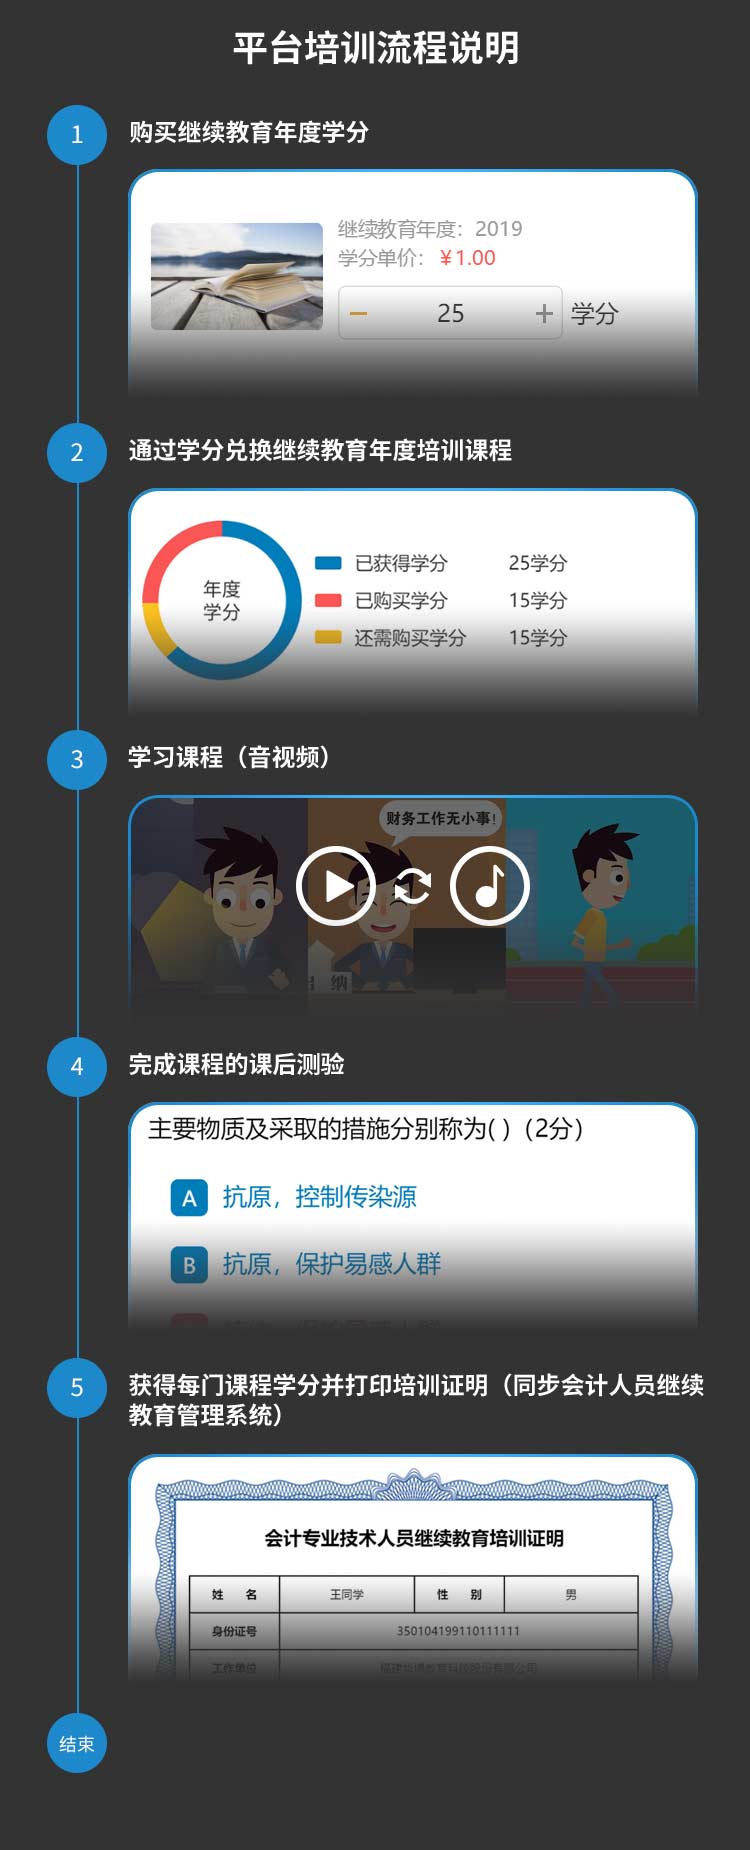 平台培训流程说明
1
购买继续教育年度学分
继续教育年度：2019
学分单价：￥1.00
25
学分
2
通过学分兑换继续教育年度培训课程
年度
学分
已获得学分 25学分
已购买学分 15学分
还需购买学分 15学分
3
学习课程（音视频）
财务工作无小事!
纳
4
完成课程的课后测验
主要物质及采取的措施分别称为( )（2分）
A 抗原，控制传染源
B 抗原，保护易感人群
5
获得每门课程学分并打印培训证明（同步会计人员继续
教育管理系统）
会计专业技术人员继续教育培训证明
姓 名 王同学 性 别 男
身份证号 350104199110111111
工作单位
结束